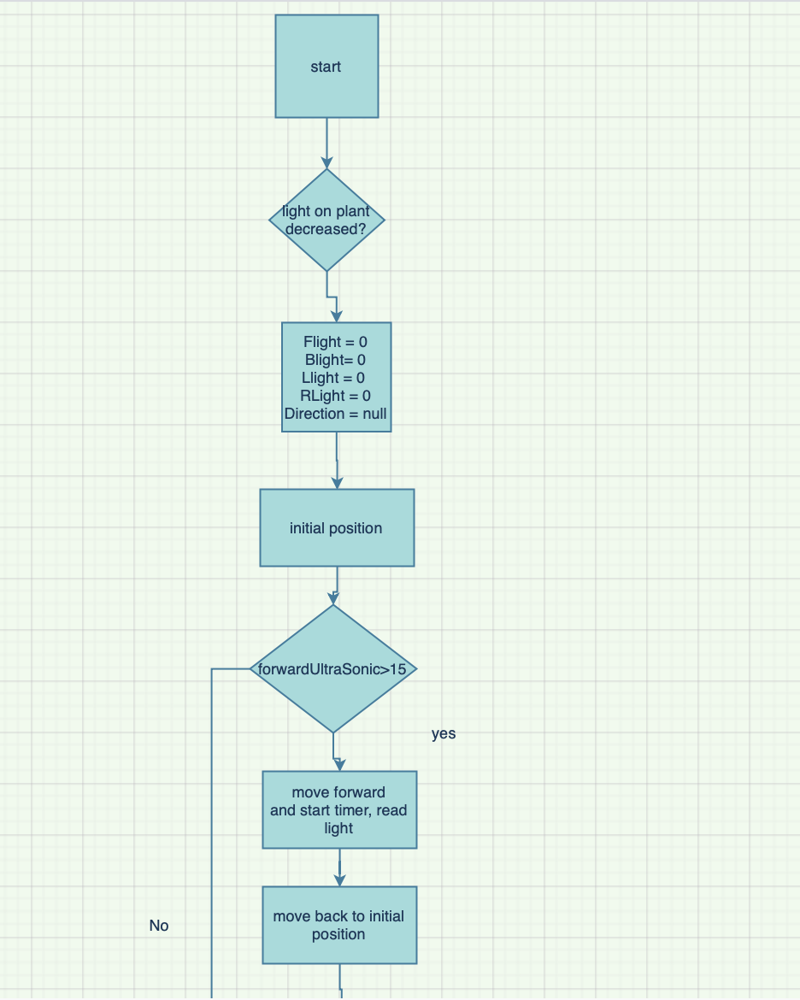 start
light on plant
decreased?
Flight = 0
Blight= 0
Llight = 0
RLight = 0
Direction = null
initial position
forwardUltraSonic>15
yes
move forward
and start timer, read
light
move back to initial
position
No